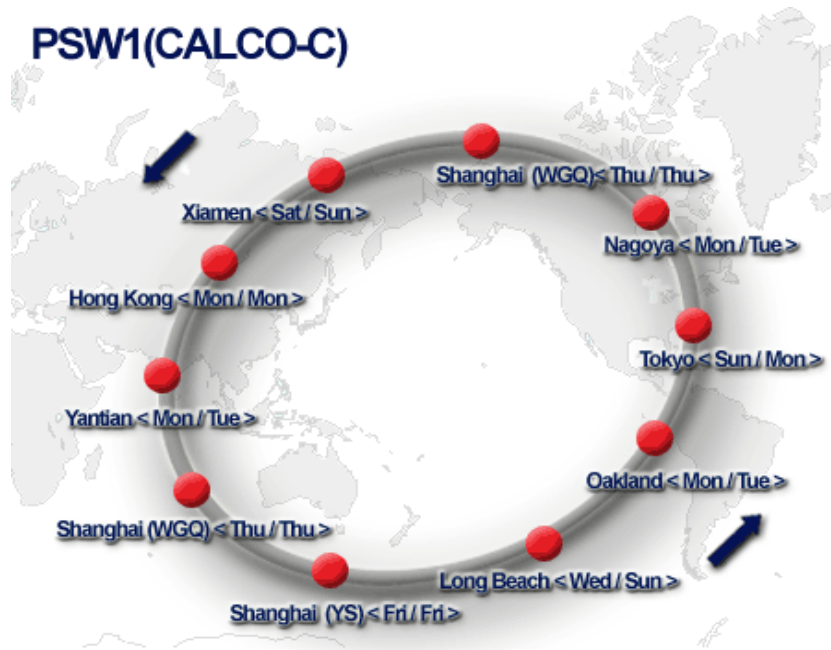 PSW1(CALCO-C)
Shanghai (WGQ)< Thu / Thu >
Xiamen < Sat / Sun >
Nagoya < Mon / Tue >
Hong Kong < Mon / Mon >
Tokyo < Sun / Mon >
Yantian < Mon / Tue >
Oakland < Mon / Tue >
Shanghai (WGQ) < Thu / Thu >
Long Beach < Wed / Sun >
Shanghai (YS) < Fri / Fri >